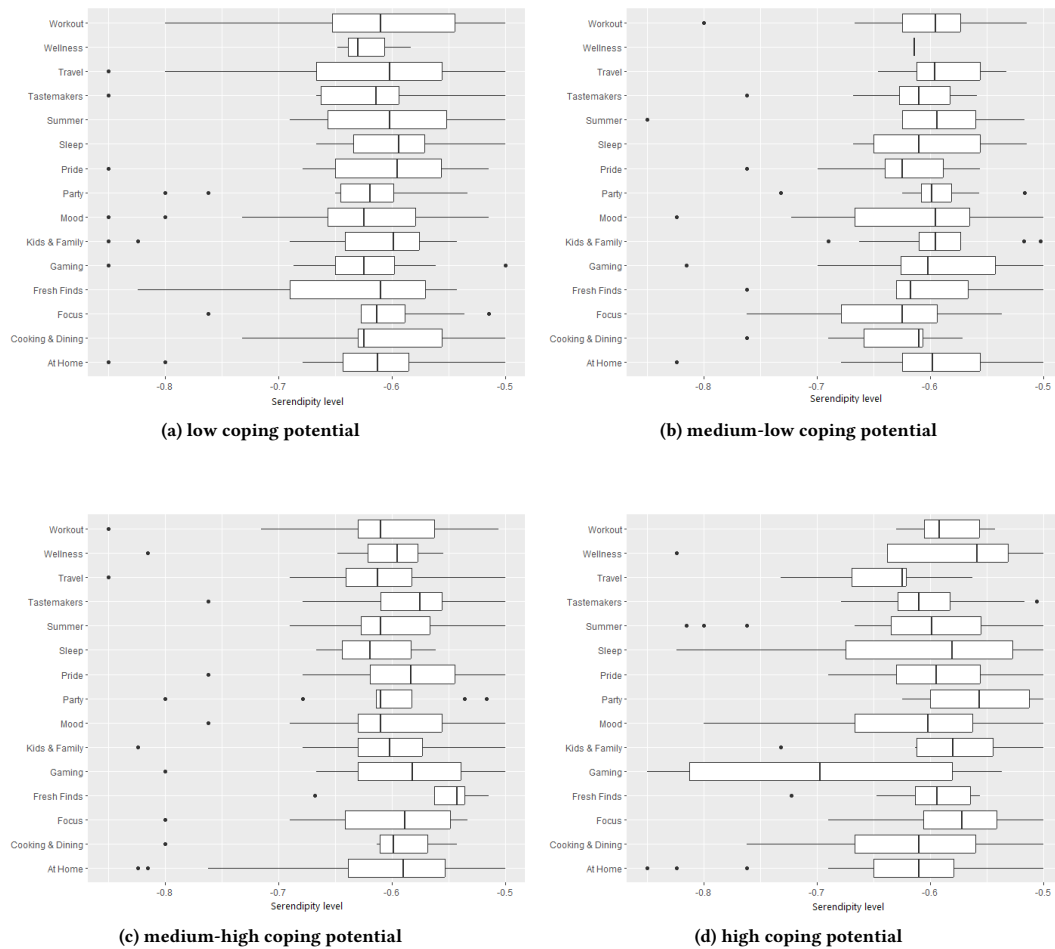 Workout
Wellness
Travel
Tastemakers
Summer
Sleep
Pride
Party
Mood
Kids & Family
Gaming
Fresh Finds
Focus
Cooking & Dining
At Home
-0.8 -0.7 -0.6 -0.5
Serendipity level
(a) low coping potential
Workout
Wellness
Travel
Tastemakers
Summer
Sleep
Pride
Party
Mood
Kids & Family
Gaming
Fresh Finds
Focus
Cooking & Dining
At Home
-0.8 -0.7 -0.6 -0.5
Serendipity level
(b) medium-low coping potential
Workout
Wellness
Travel
Tastemakers
Summer
Sleep
Pride
Party
Mood
Kids & Family
Gaming
Fresh Finds
Focus
Cooking & Dining
At Home
-0.8 -0.7 -0.6 -0.5
Serendipity level
(c) medium-high coping potential
Workout
Wellness
Travel
Tastemakers
Summer
Sleep
Pride
Party
Mood
Kids & Family
Gaming
Fresh Finds
Focus
Cooking & Dining
At Home
-0.8 -0.7 -0.6 -0.5
Serendipity level
(d) high coping potential